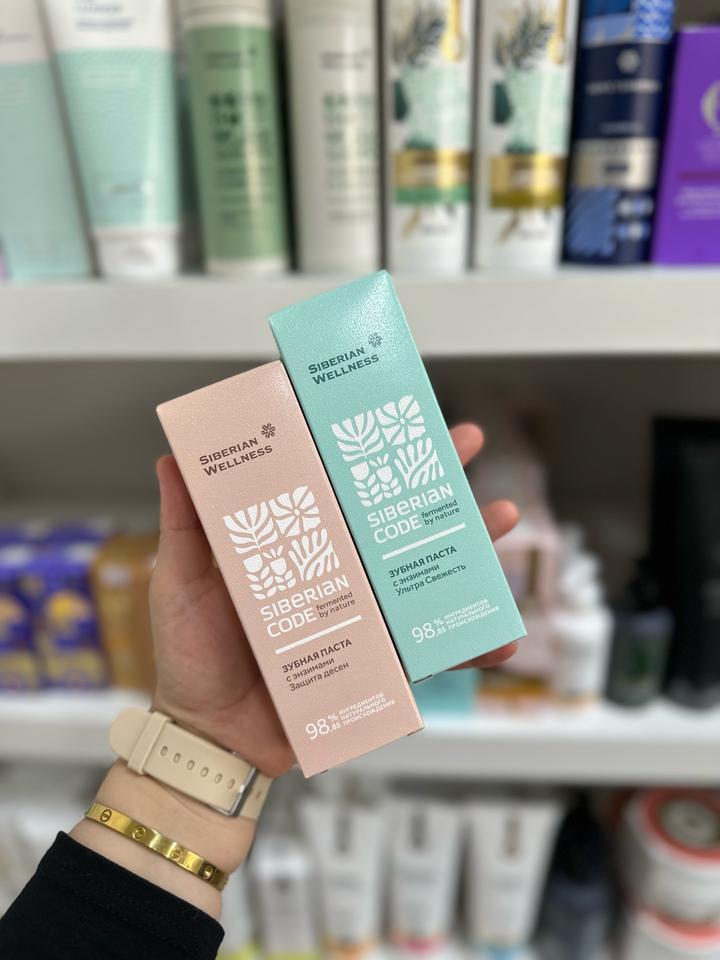 SIBERIAN
WELLNESS
SIBERIAN
CODE fermented
by nature
ЗУБНАЯ ПАСТА
с энзимами
Защита десен
98,85% ИНГРЕДИЕНТОВ
НАТУРАЛЬНОГО
ПРОИСХОЖДЕНИЯ
SIBERIAN
WELLNESS
SIBERIAN
CODE fermented
by nature
ЗУБНАЯ ПАСТА
с энзимами
Ультра Свежесть
98,85% ИНГРЕДИЕНТОВ
НАТУРАЛЬНОГО
ПРОИСХОЖДЕНИЯ